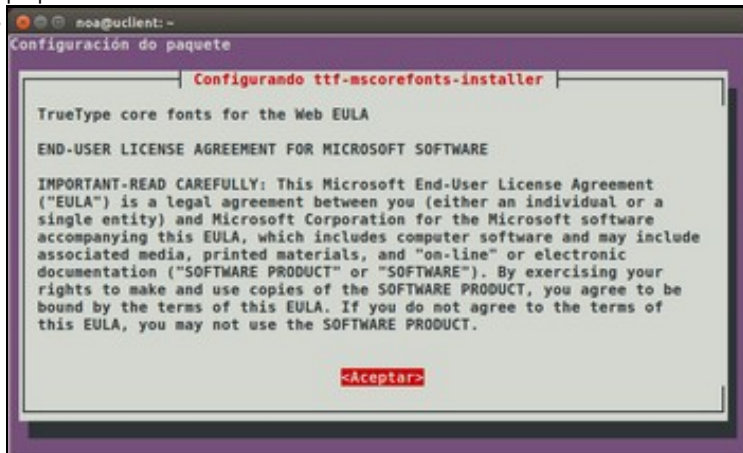 noa@uclient: ~
Configuración do paquete
Configurando ttf-mscorefonts-installer
TrueType core fonts for the Web EULA
END-USER LICENSE AGREEMENT FOR MICROSOFT SOFTWARE
IMPORTANT-READ CAREFULLY: This Microsoft End-User License Agreement
("EULA") is a legal agreement between you (either an individual or a
single entity) and Microsoft Corporation for the Microsoft software
accompanying this EULA, which includes computer software and may include
associated media, printed materials, and "on-line" or electronic
documentation ("SOFTWARE PRODUCT" or "SOFTWARE"). By exercising your
rights to make and use copies of the SOFTWARE PRODUCT, you agree to be
bound by the terms of this EULA. If you do not agree to the terms of
this EULA, you may not use the SOFTWARE PRODUCT.
<Aceptar>